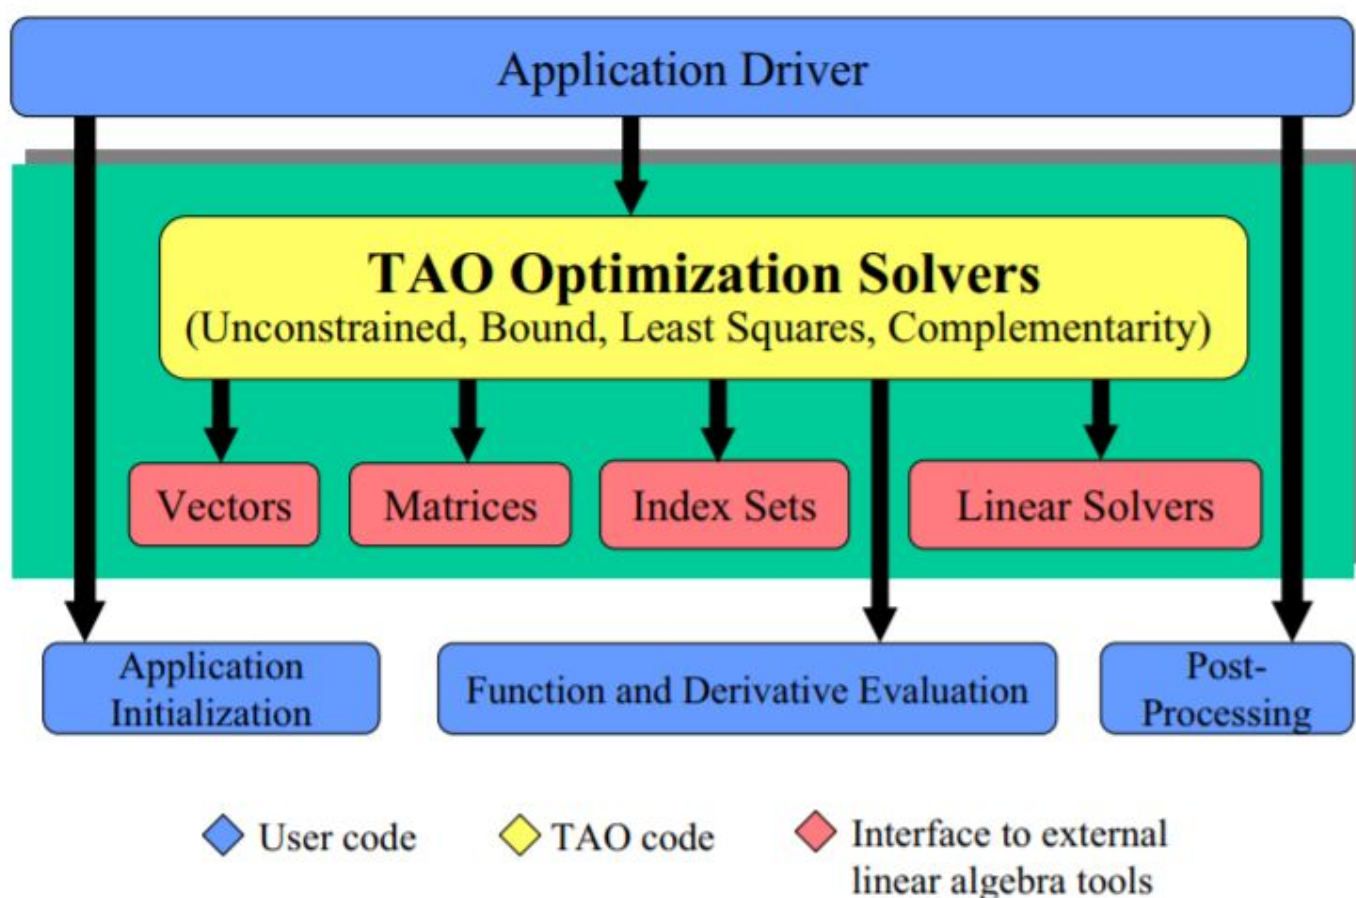 Application Driver
TAO Optimization Solvers
(Unconstrained, Bound, Least Squares, Complementarity)
Vectors
Matrices
Index Sets
Linear Solvers
Application
Initialization
Function and Derivative Evaluation
Post-
Processing
User code
TAO code
Interface to external
linear algebra tools